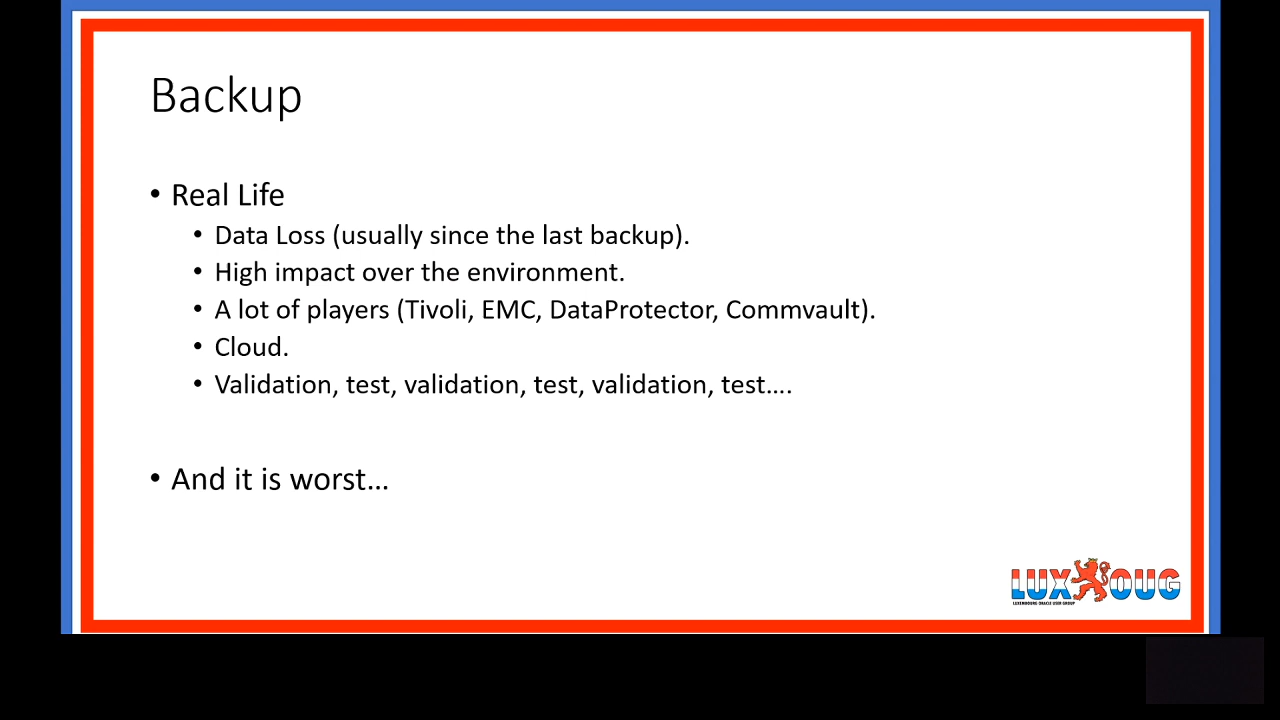 Backup
• Real Life
• Data Loss (usually since the last backup).
• High impact over the environment.
• A lot of players (Tivoli, EMC, DataProtector, Commvault).
• Cloud.
• Validation, test, validation, test, validation, test....
• And it is worst...
LUX OUG
LUXEMBOURG ORACLE USER GROUP